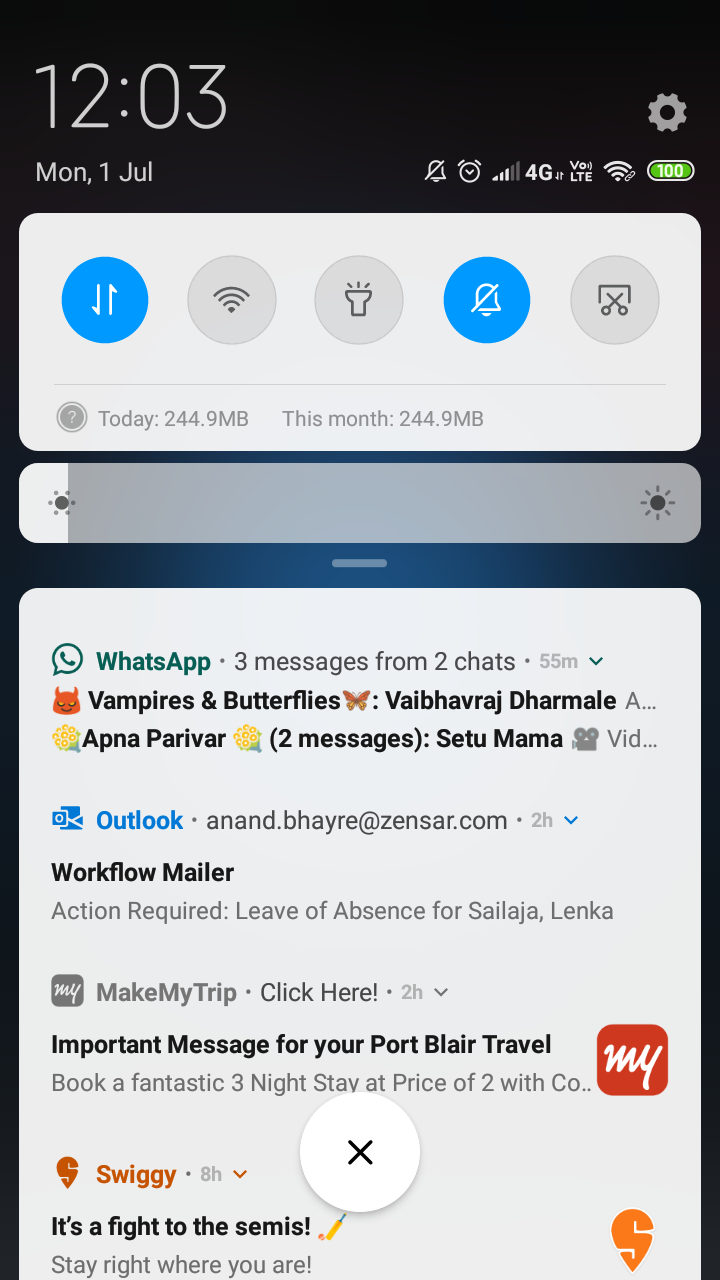 12:03
Mon, 1 Jul
4G VoLTE 100
Today: 244.9MB This month: 244.9MB
WhatsApp · 3 messages from 2 chats · 55m
👹 Vampires & Butterflies🦋: Vaibhavraj Dharmale A...
🌼Apna Parivar 🌼 (2 messages): Setu Mama 🎥 Vid...
Outlook · anand.bhayre@zensar.com · 2h
Workflow Mailer
Action Required: Leave of Absence for Sailaja, Lenka
MakeMyTrip · Click Here! · 2h
Important Message for your Port Blair Travel
my
Book a fantastic 3 Night Stay at Price of 2 with Co..
Swiggy · 8h
It's a fight to the semis! 🏏
Stay right where you are!